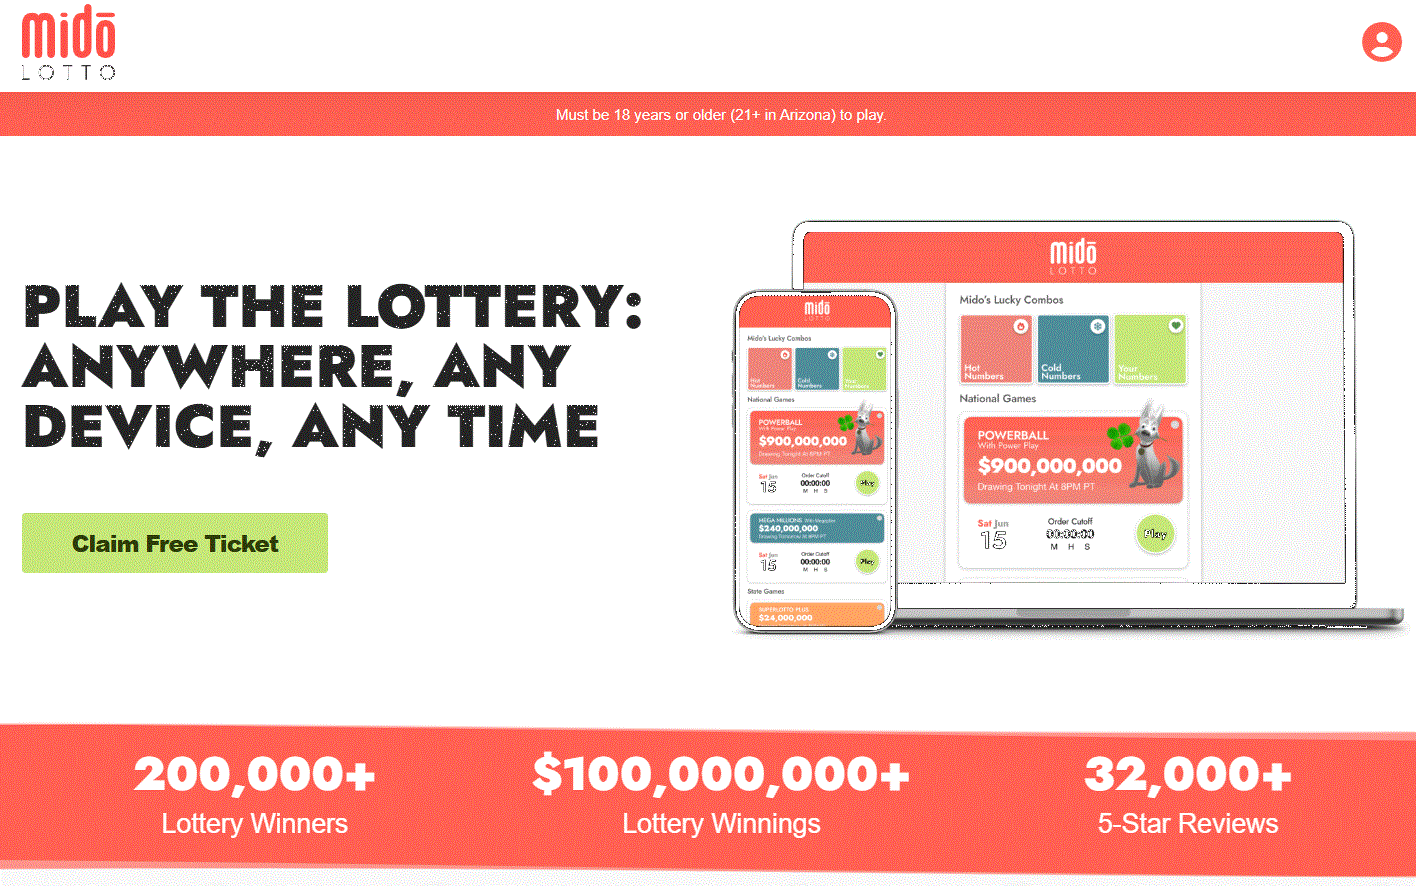 midō
LOTTO
Must be 18 years or older (21+ in Arizona) to play.
PLAY THE LOTTERY:
ANYWHERE, ANY
DEVICE, ANY TIME
Claim Free Ticket
midō
LOTTO
Mido's Lucky Combos
Hot
Numbers
Cold
Numbers
Your
Numbers
National Games
POWERBALL
With Power Play
$900,000,000
Drawing Tonight At 8PM PT
Sat Jun
15
Order Cutoff
00:00:00
M H S
Play
MEGA MILLIONS With Megaplier
$240,000,000
Drawing Tomorrow At 8PM PT
Sat Jun
15
Order Cutoff
00:00:00
M H S
Play
State Games
SUPERLOTTO PLUS
$24,000,000
midō
LOTTO
Mido's Lucky Combos
Hot
Numbers
Cold
Numbers
Your
Numbers
National Games
POWERBALL
With Power Play
$900,000,000
Drawing Tonight At 8PM PT
Sat Jun
15
Order Cutoff
00:00:00
M H S
Play
200,000+
Lottery Winners
$100,000,000+
Lottery Winnings
32,000+
5-Star Reviews